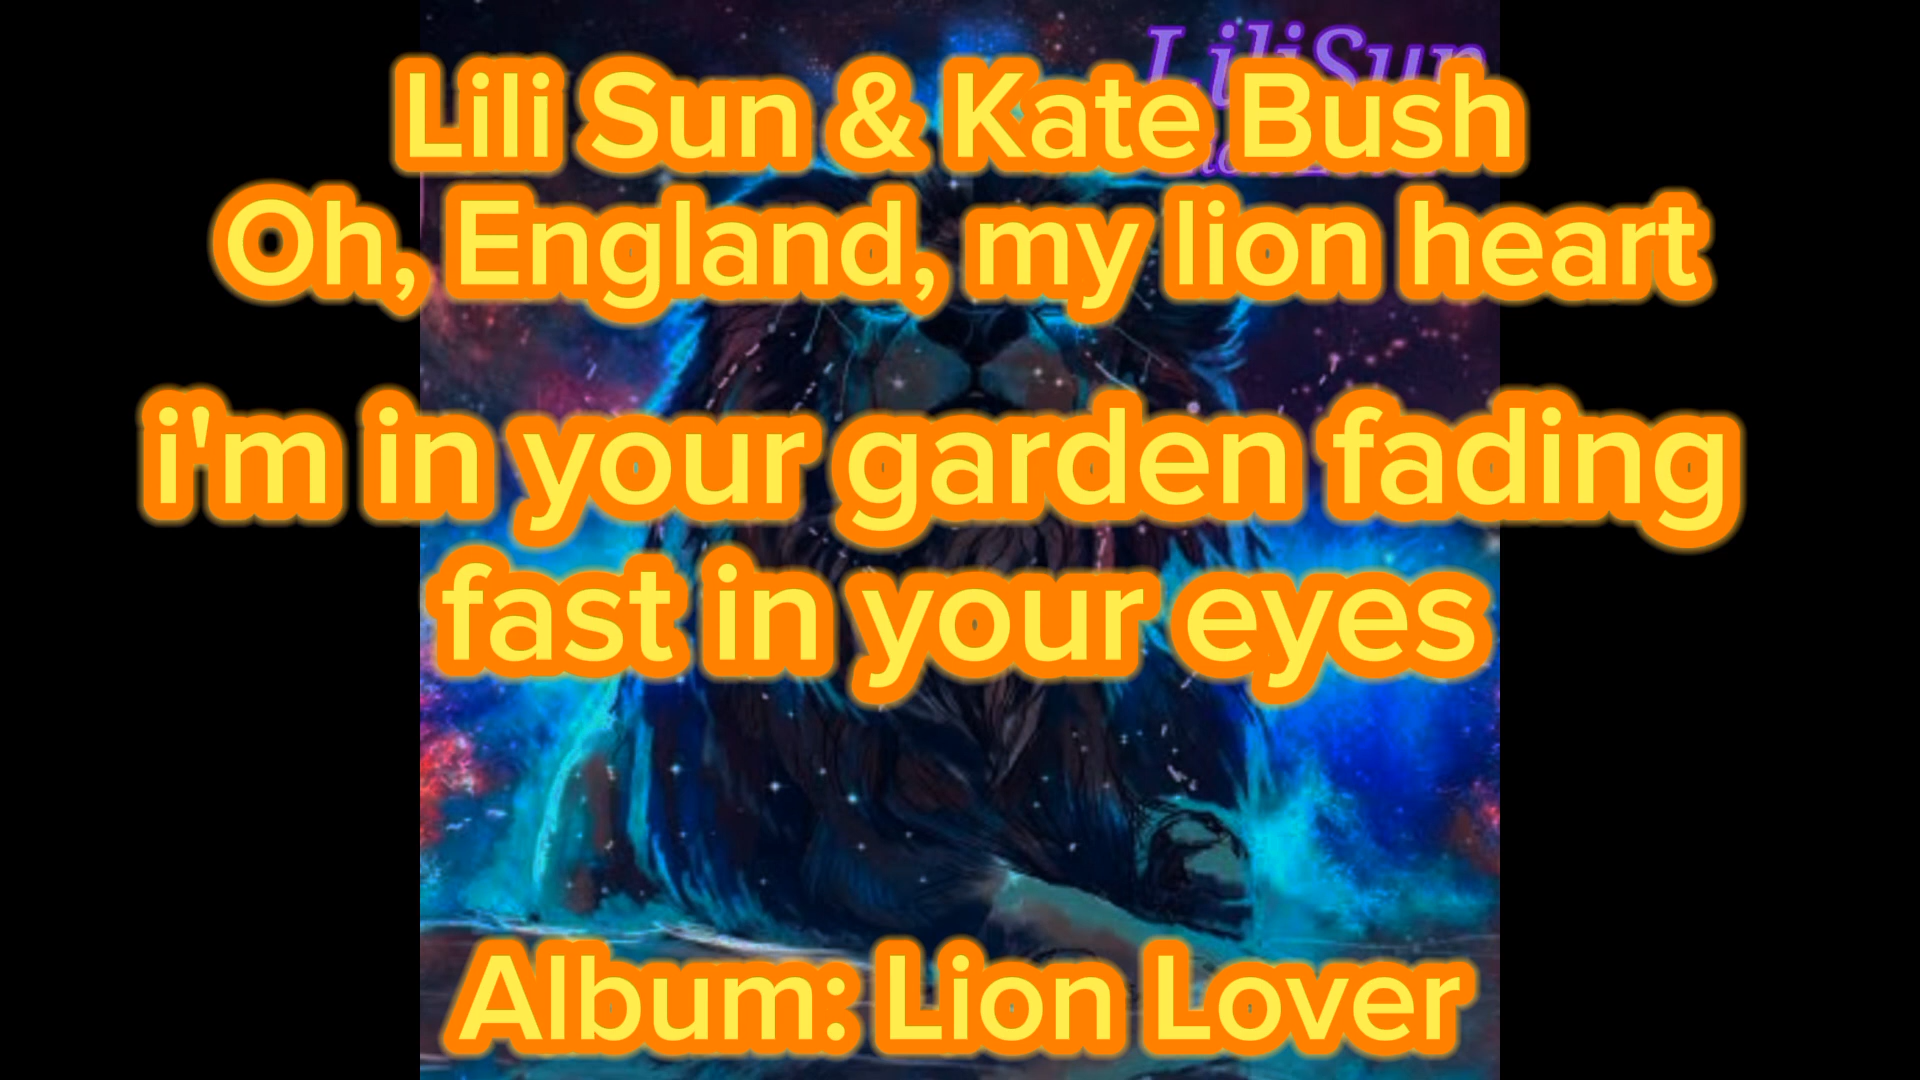 LiliSun
Lili Sun & Kate Bush
Oh, England, my lion heart
i'm in your garden fading
fast in your eyes
Album: Lion Lover